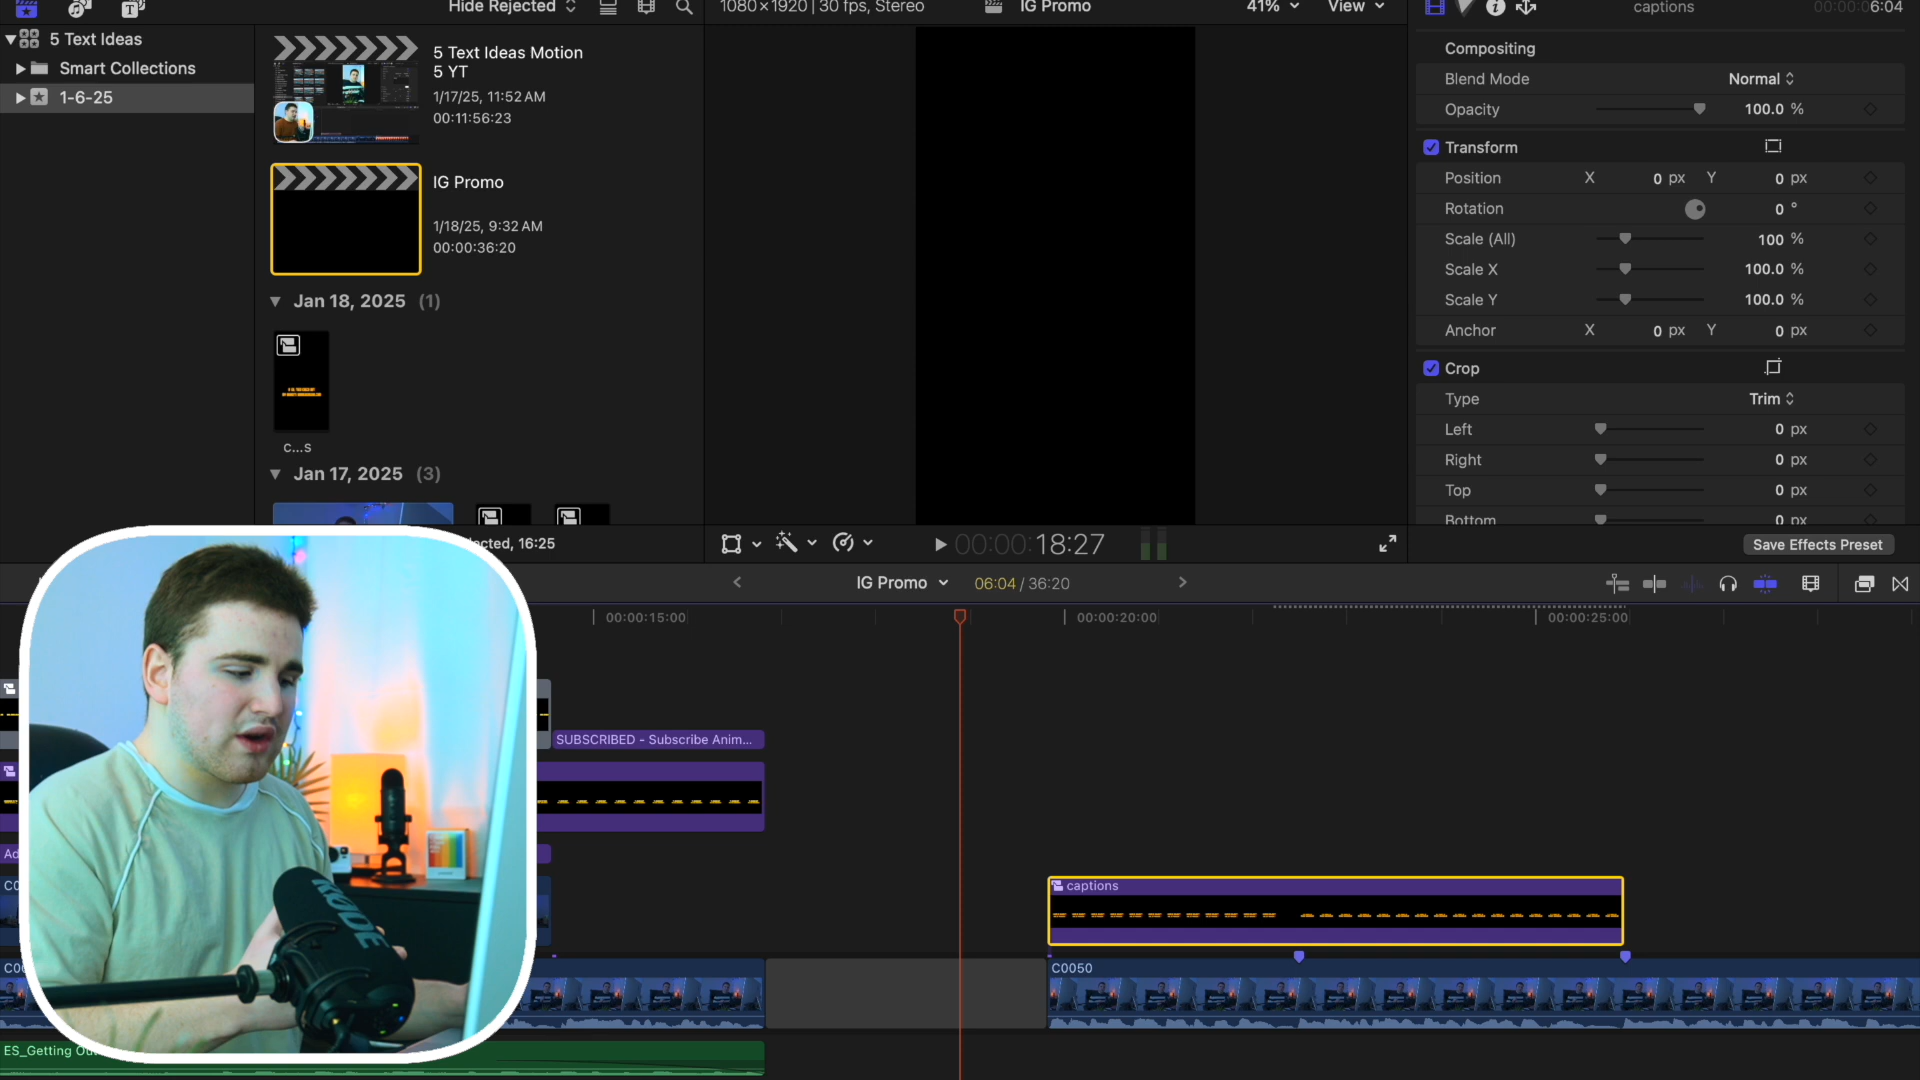 Hide Rejected
1080×1920 | 30 fps, Stereo
IG Promo
41%
View
captions
00:00:06:04
5 Text Ideas
Smart Collections
1-6-25
5 Text Ideas Motion
5 YT
1/17/25, 11:52 AM
00:11:56:23
IG Promo
1/18/25, 9:32 AM
00:00:36:20
Jan 18, 2025 (1)
c...s
Jan 17, 2025 (3)
Compositing
Blend Mode
Normal
Opacity
100.0 %
Transform
Position X 0 px Y 0 px
Rotation 0 °
Scale (All) 100 %
Scale X 100.0 %
Scale Y 100.0 %
Anchor X 0 px Y 0 px
Crop
Type Trim
Left 0 px
Right 0 px
Top 0 px
Bottom 0 px
Save Effects Preset
cted, 16:25
00:00:18:27
IG Promo
06:04 / 36:20
00:00:15:00
00:00:20:00
00:00:25:00
SUBSCRIBED - Subscribe Anim...
Ad
captions
C0050
RODE
ES_Getting Ou